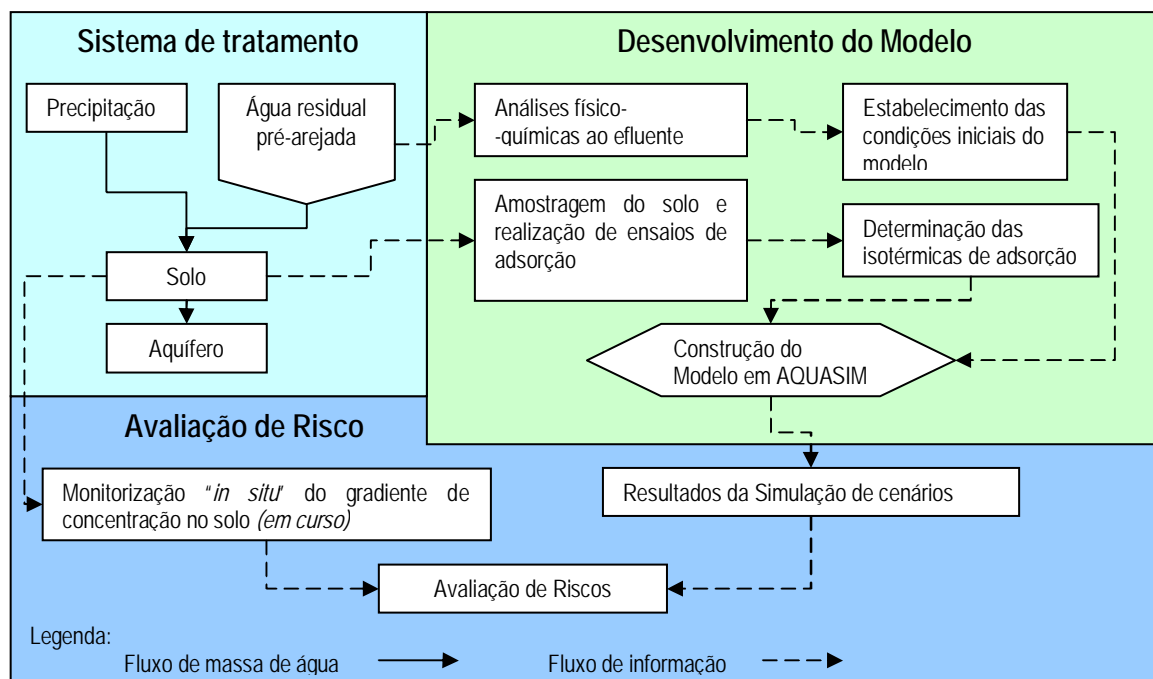 Sistema de tratamento
Precipitação
Água residual
pré-arejada
Solo
Aquífero
Desenvolvimento do Modelo
Análises físico-
-químicas ao efluente
Estabelecimento das
condições iniciais do
modelo
Amostragem do solo e
realização de ensaios de
adsorção
Determinação das
isotérmicas de adsorção
Construção do
Modelo em AQUASIM
Avaliação de Risco
Monitorização "in situ" do gradiente de
concentração no solo (em curso)
Resultados da Simulação de cenários
Avaliação de Riscos
Legenda:
Fluxo de massa de água
Fluxo de informação